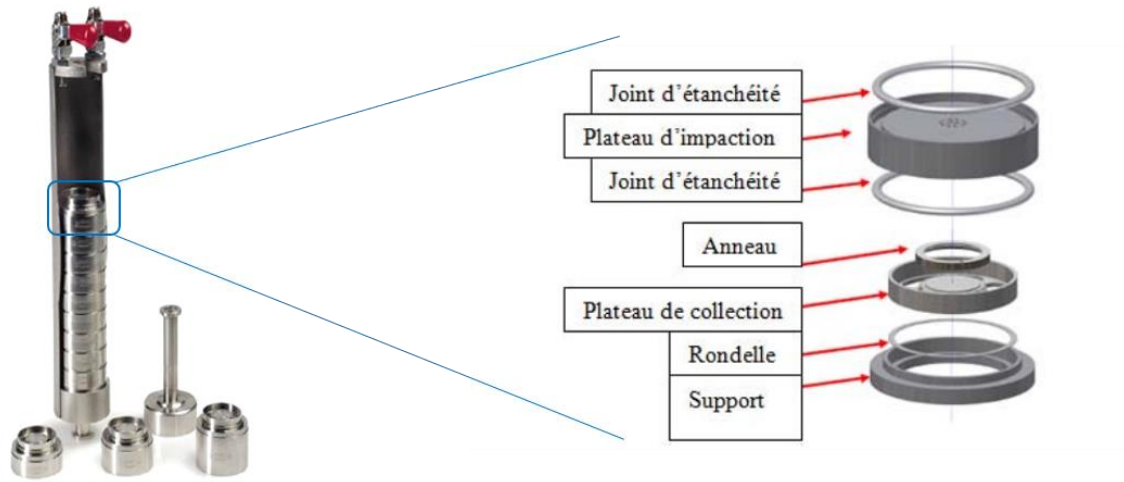 Joint d'étanchéité
Plateau d'impaction
Joint d'étanchéité
Anneau
Plateau de collection
Rondelle
Support